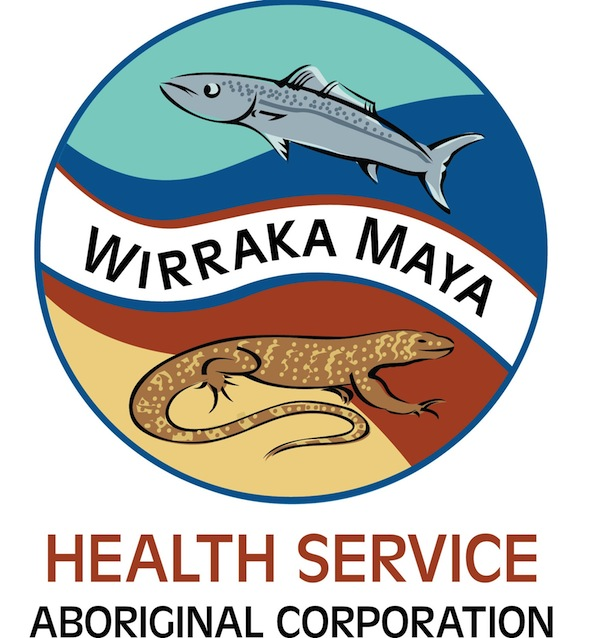 WIRRAKA MAYA
HEALTH SERVICE
ABORIGINAL CORPORATION